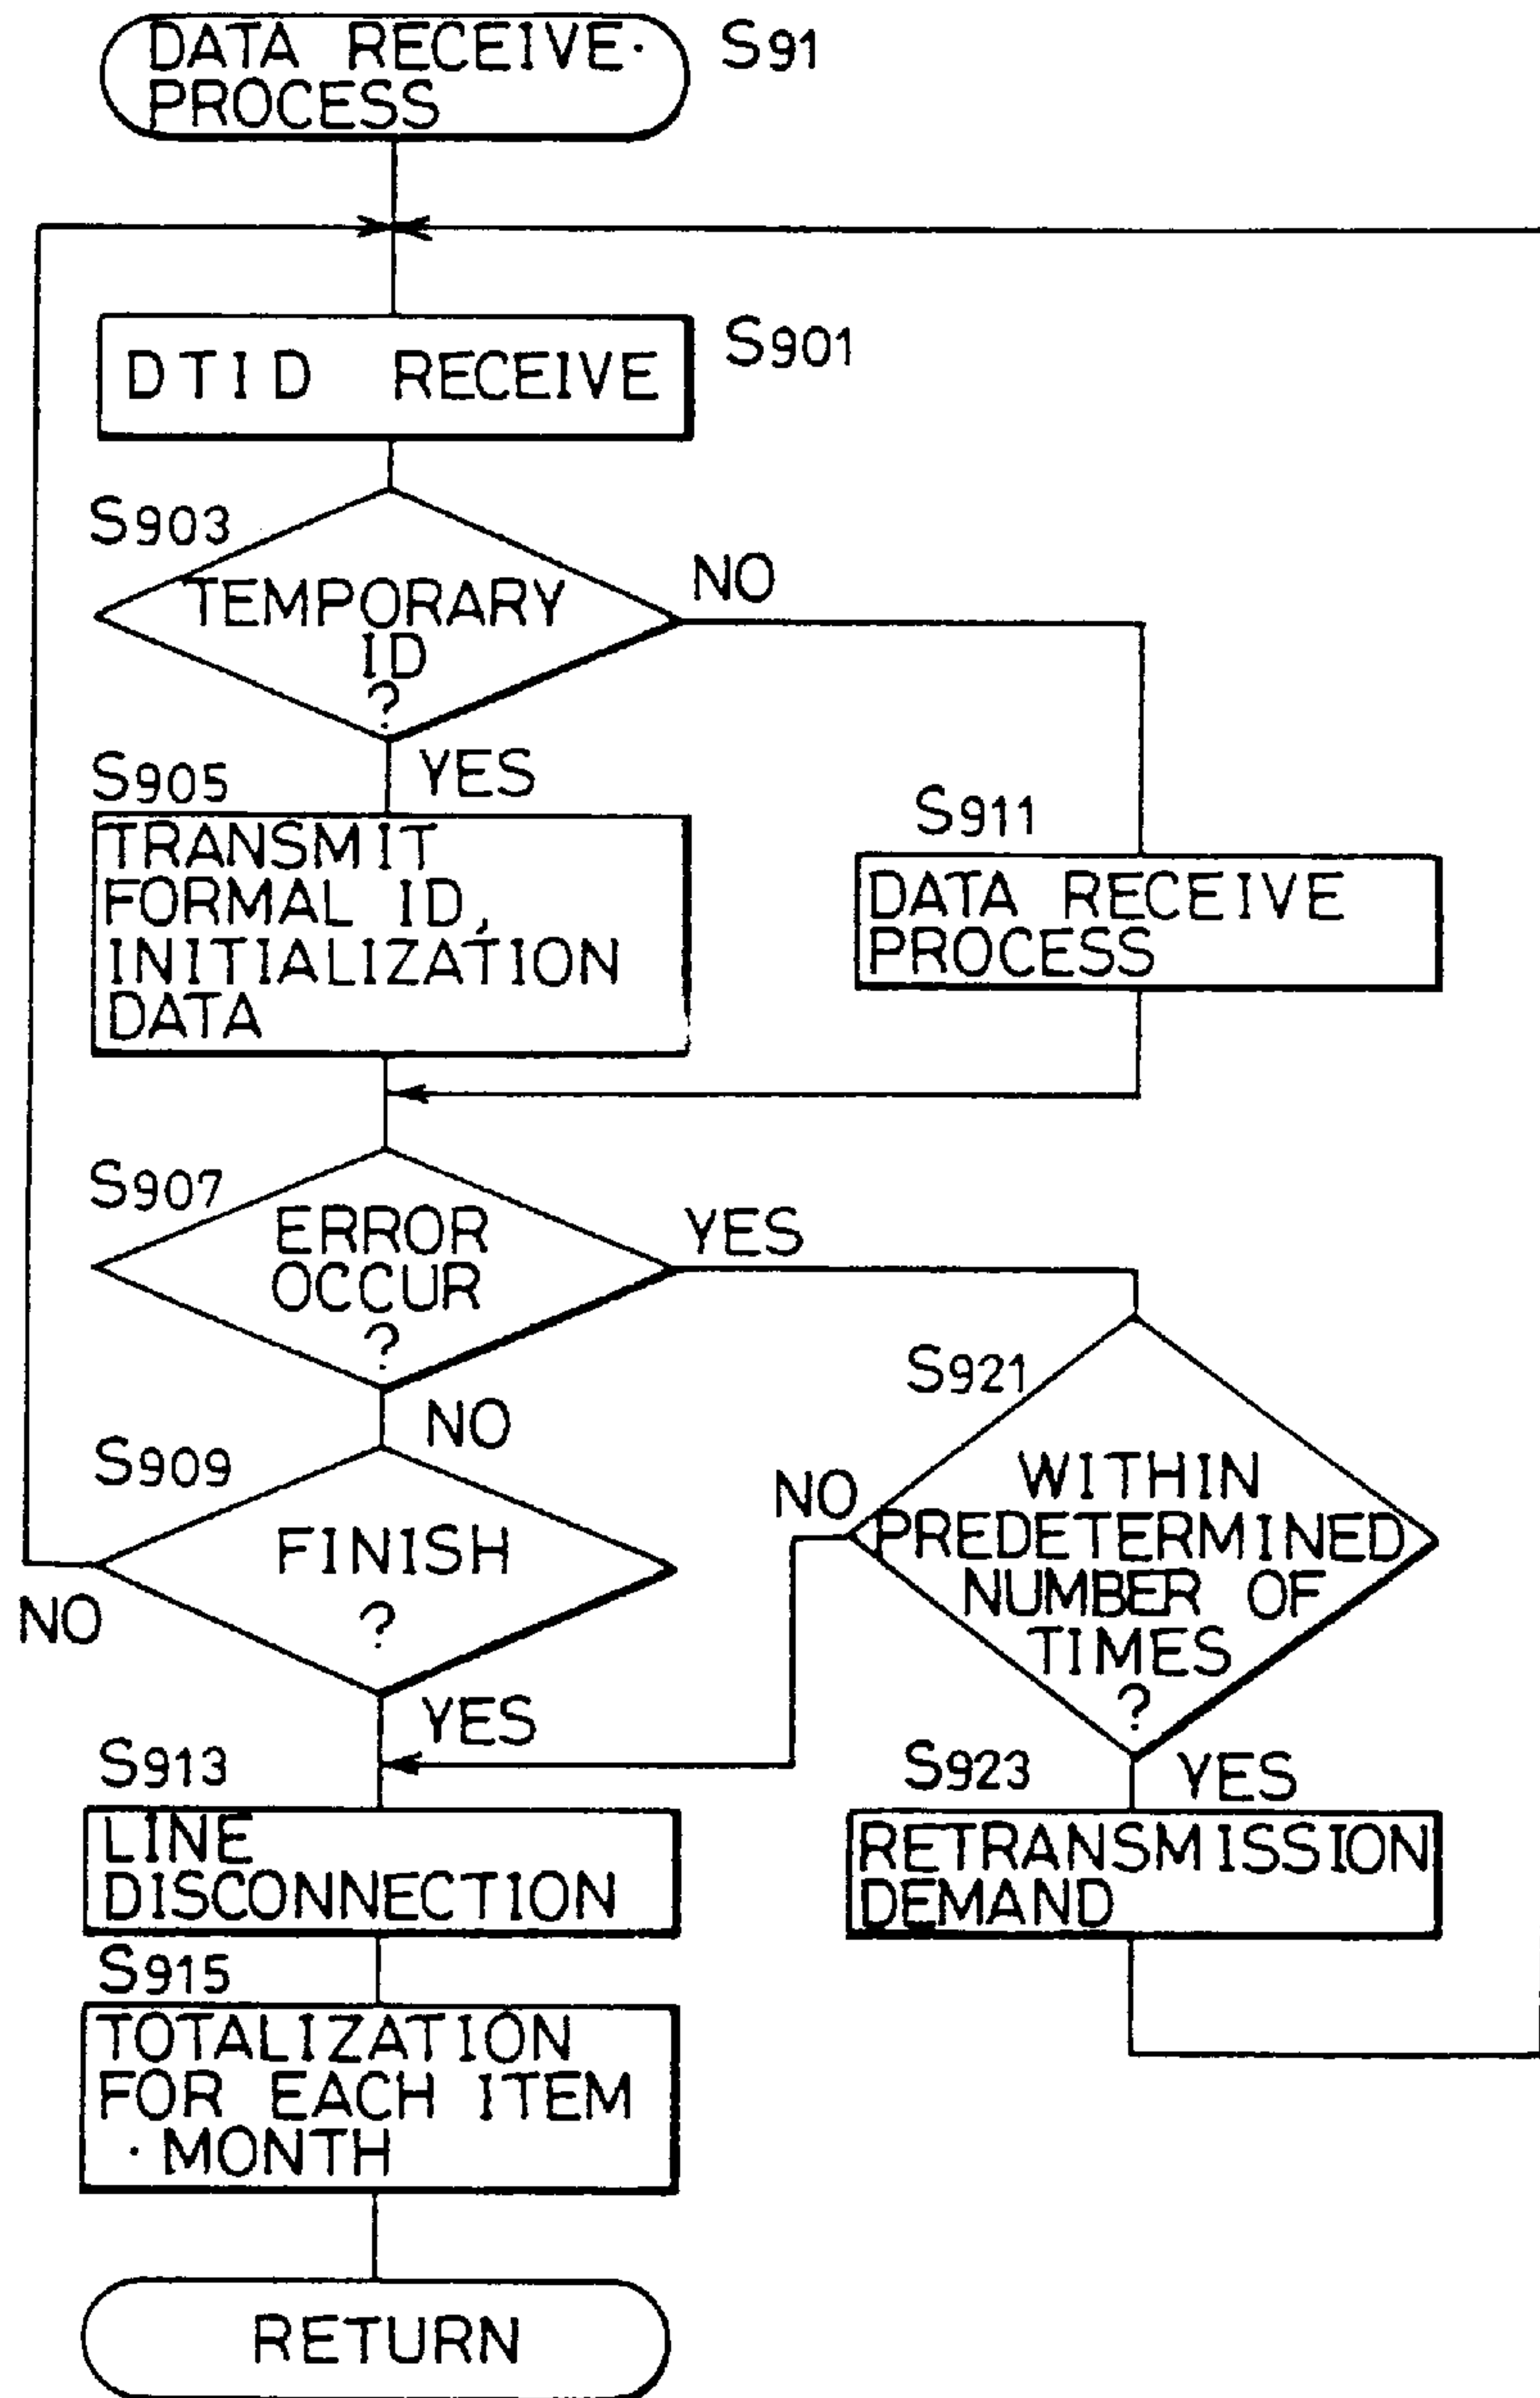 DATA RECEIVE·
PROCESS
S91
DTID RECEIVE
S901
S903
TEMPORARY
ID
?
NO
YES
S905
TRANSMIT
FORMAL ID,
INITIALIZATION
DATA
S911
DATA RECEIVE
PROCESS
S907
ERROR
OCCUR
?
YES
NO
S909
FINISH
?
NO
YES
S921
WITHIN
PREDETERMINED
NUMBER OF
TIMES
?
NO
YES
S913
LINE
DISCONNECTION
S923
RETRANSMISSION
DEMAND
S915
TOTALIZATION
FOR EACH ITEM
· MONTH
RETURN